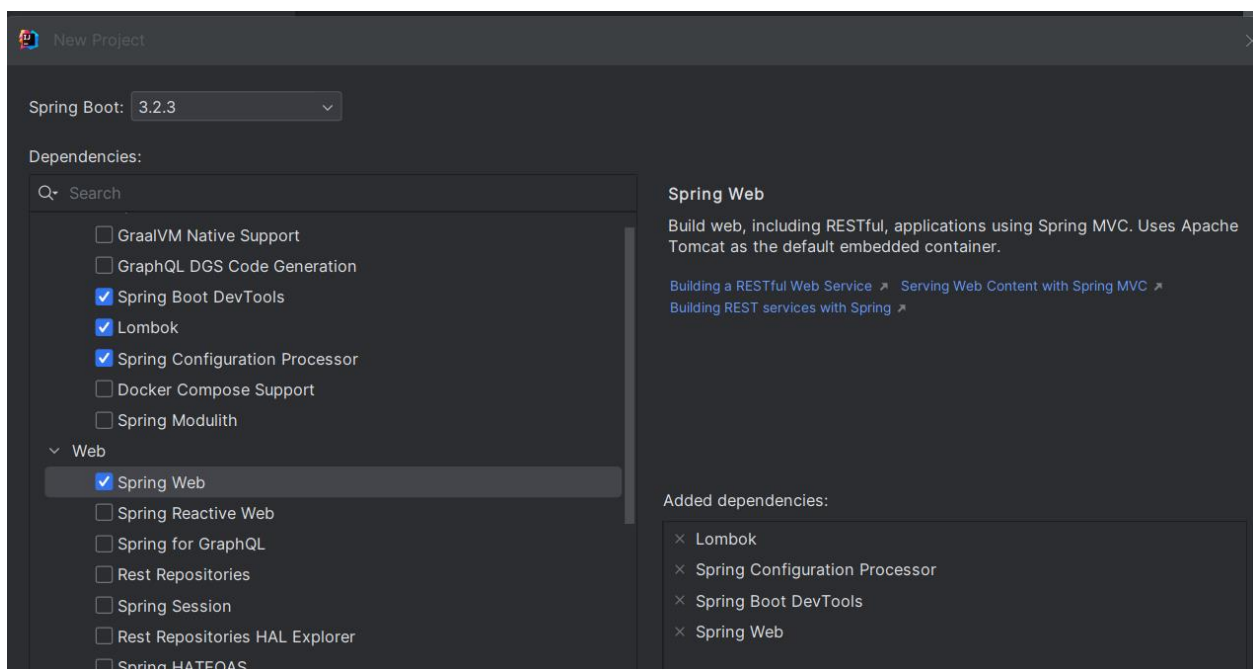 New Project
Spring Boot: 3.2.3
Dependencies:
Search
GraalVM Native Support
GraphQL DGS Code Generation
Spring Boot DevTools
Lombok
Spring Configuration Processor
Docker Compose Support
Spring Modulith
Web
Spring Web
Spring Reactive Web
Spring for GraphQL
Rest Repositories
Spring Session
Rest Repositories HAL Explorer
Spring HATEOAS
Spring Web
Build web, including RESTful, applications using Spring MVC. Uses Apache
Tomcat as the default embedded container.
Building a RESTful Web Service Serving Web Content with Spring MVC
Building REST services with Spring
Added dependencies:
Lombok
Spring Configuration Processor
Spring Boot DevTools
Spring Web